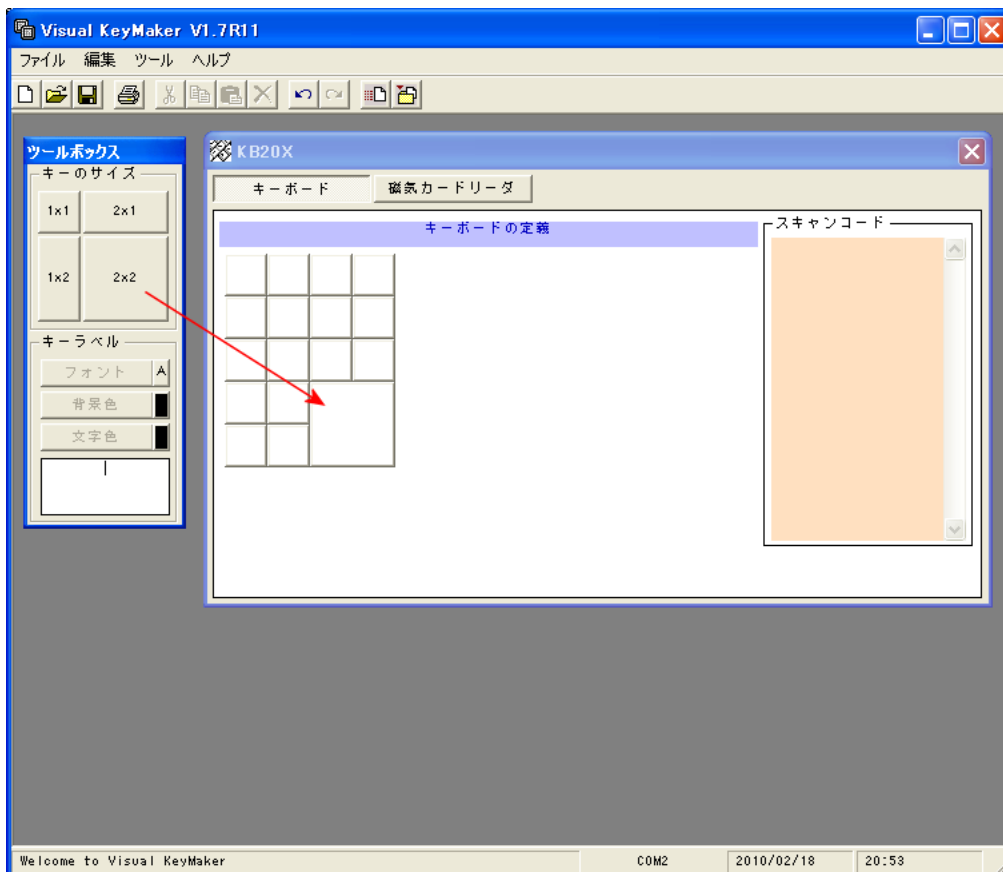 Visual KeyMaker V1.7R11
ファイル 編集 ツール ヘルプ
ツールボックス
キーのサイズ
1x1 2x1
1x2 2x2
キーラベル
フォント A
背景色
文字色
KB20X
キーボード 磁気カードリーダ
キーボードの定義
スキャンコード
Welcome to Visual KeyMaker COM2 2010/02/18 20:53